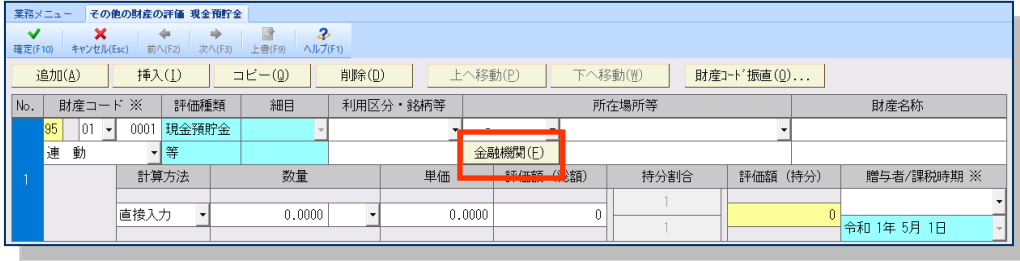 業務メニュー その他の財産の評価 現金預貯金
確定(F10) キャンセル(Esc) 前へ(F2) 次へ(F3) 上書(F9) ヘルプ(F1)
追加(A) 挿入(I) コピー(Q) 削除(D) 上へ移動(P) 下へ移動(W) 財産コード振直(O)...
No. 財産コード ※ 評価種類 細目 利用区分・銘柄等 所在場所等 財産名称
95 01 0001 現金預貯金 -
連 動 等 金融機関(F)
1 計算方法 数量 単価 評価額 (総額) 持分割合 評価額 (持分) 贈与者/課税時期 ※
直接入力 0.0000 0.0000 0 1 0
1 令和 1年 5月 1日